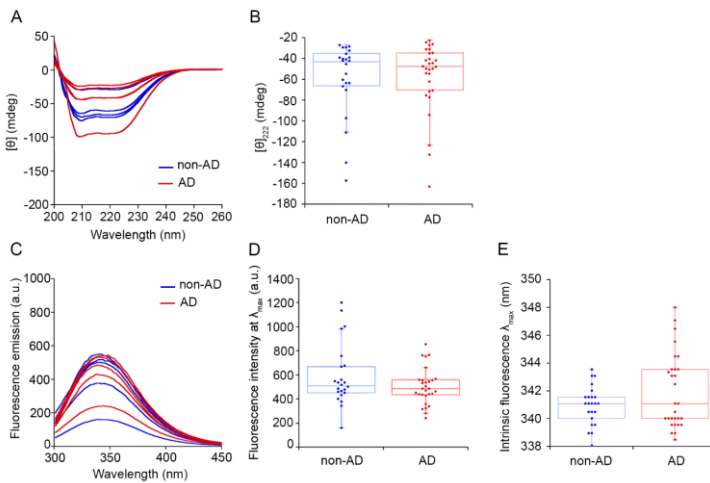 A
50
0
-50
-100
-150
-200
[θ] (mdeg)
non-AD
AD
200 210 220 230 240 250 260
Wavelength (nm)
B
-20
-40
-60
-80
-100
-120
-140
-160
-180
[θ]222 (mdeg)
non-AD AD
C
1000
800
600
400
200
0
Fluorescence emission (a.u.)
non-AD
AD
300 350 400 450
Wavelength (nm)
D
1400
1200
1000
800
600
400
200
0
Fluorescence intensity at λmax (a.u.)
non-AD AD
E
350
348
346
344
342
340
338
Intrinsic fluorescence λmax (nm)
non-AD AD